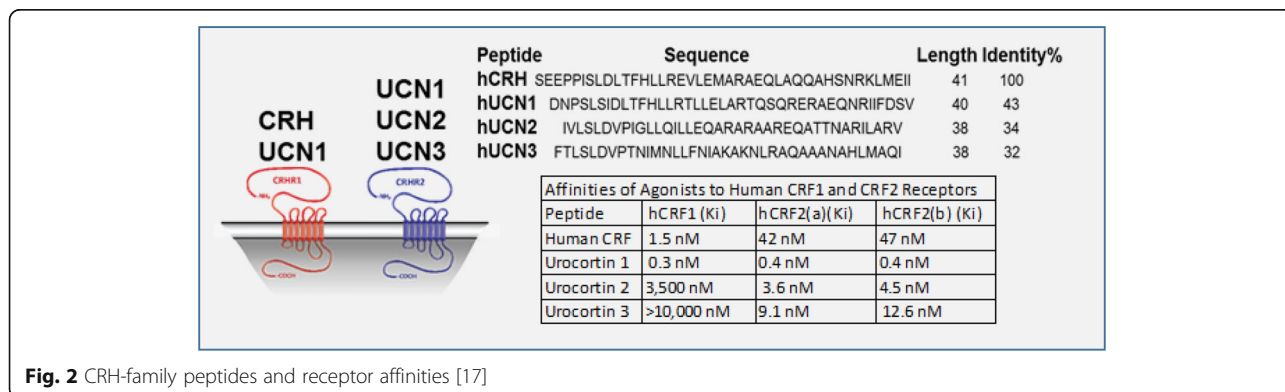 Peptide Sequence Length Identity%
hCRH SEEPPISLDLTFHLLREVLEMARAEQLAQQAHSNRKLMEII 41 100
hUCN1 DNPSLSIDLTFHLLRTLLELARTQSQRERAEQNRIIFDSV 40 43
hUCN2 IVLSLDVPIGLLQILLEQARARAAREQATTNARILARV 38 34
hUCN3 FTLSLDVPTNIMNLLFNIAKAKNLRAQAAANAHLMAQI 38 32
CRH
UCN1
UCN1
UCN2
UCN3
CRHR1
NH₂
COOH
CRHR2
NH₂
COOH
Affinities of Agonists to Human CRF1 and CRF2 Receptors
Peptide hCRF1 (Ki) hCRF2(a)(Ki) hCRF2(b) (Ki)
Human CRF 1.5 nM 42 nM 47 nM
Urocortin 1 0.3 nM 0.4 nM 0.4 nM
Urocortin 2 3,500 nM 3.6 nM 4.5 nM
Urocortin 3 >10,000 nM 9.1 nM 12.6 nM
Fig. 2 CRH-family peptides and receptor affinities [17]